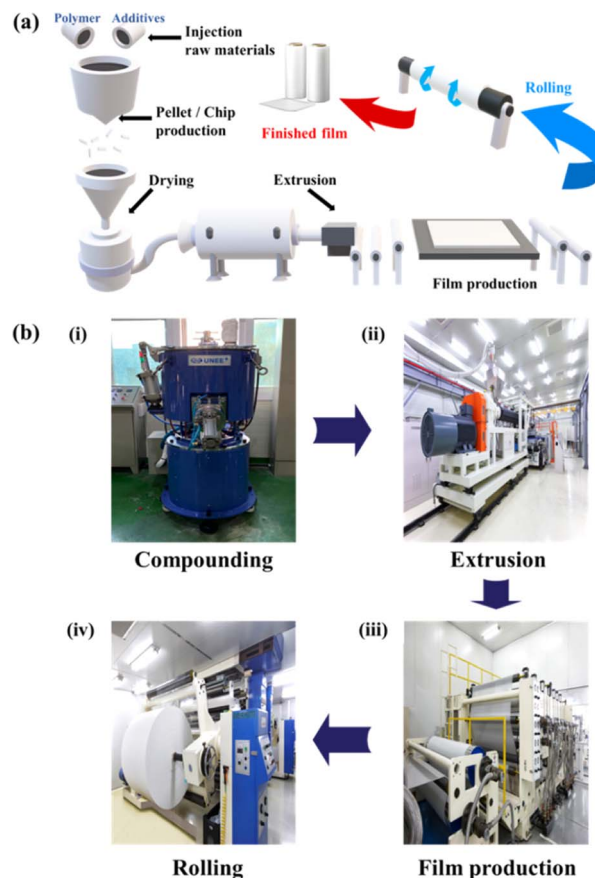 (a)
Polymer Additives
Injection
raw materials
Pellet / Chip
production
Drying
Extrusion
Finished film
Rolling
Film production
(b)
(i)
UNEE+
Compounding
(ii)
Extrusion
(iii)
Film production
(iv)
Rolling